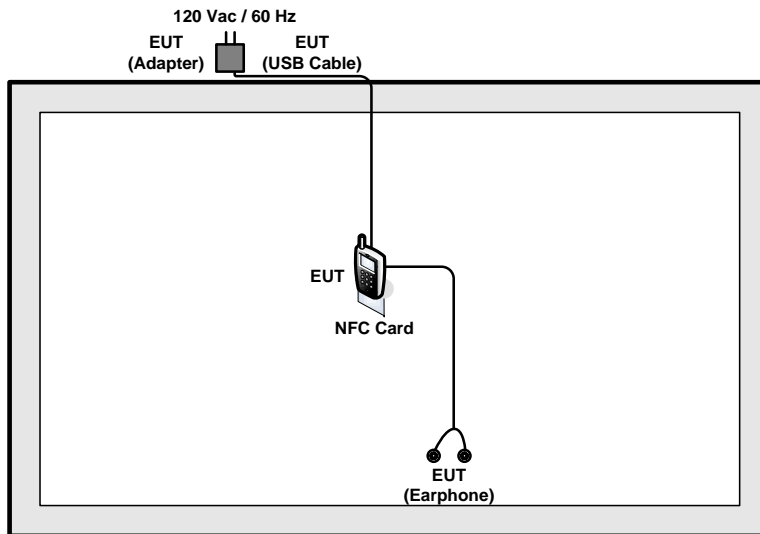 120 Vac / 60 Hz
EUT
(Adapter)
EUT
(USB Cable)
EUT
NFC Card
EUT
(Earphone)